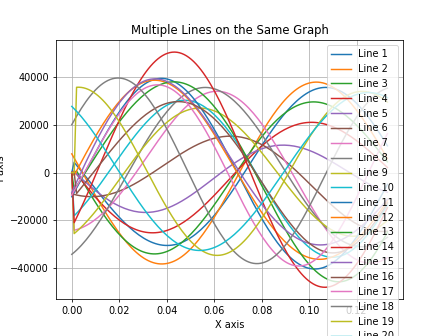 Multiple Lines on the Same Graph
40000
20000
0
−20000
−40000
0.00
0.02
0.04
0.06
0.08
0.10
X axis
Line 1
Line 2
Line 3
Line 4
Line 5
Line 6
Line 7
Line 8
Line 9
Line 10
Line 11
Line 12
Line 13
Line 14
Line 15
Line 16
Line 17
Line 18
Line 19
Line 20